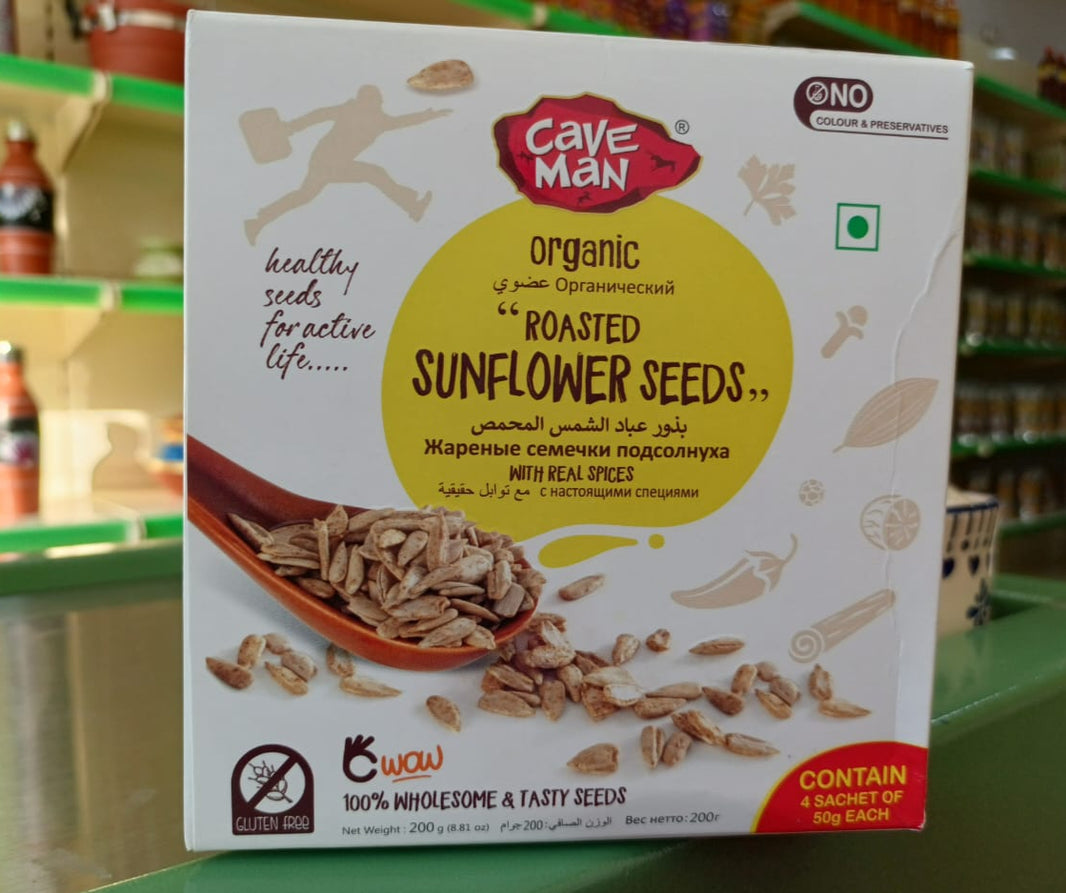 CAVE
MAN
®
NO
COLOUR & PRESERVATIVES
organic
عضوي Органический
healthy
seeds
for active
life.....
“ROASTED
SUNFLOWER SEEDS„
بذور عباد الشمس المحمص
Жареные семечки подсолнуха
WITH REAL SPICES
مع توابل حقيقية с настоящими специями
wow
100% WHOLESOME & TASTY SEEDS
GLUTEN FREE
Net Weight : 200 g (8.81 oz) الوزن الصافي: 200 جرام Вес нетто: 200г
CONTAIN
4 SACHET OF
50g EACH